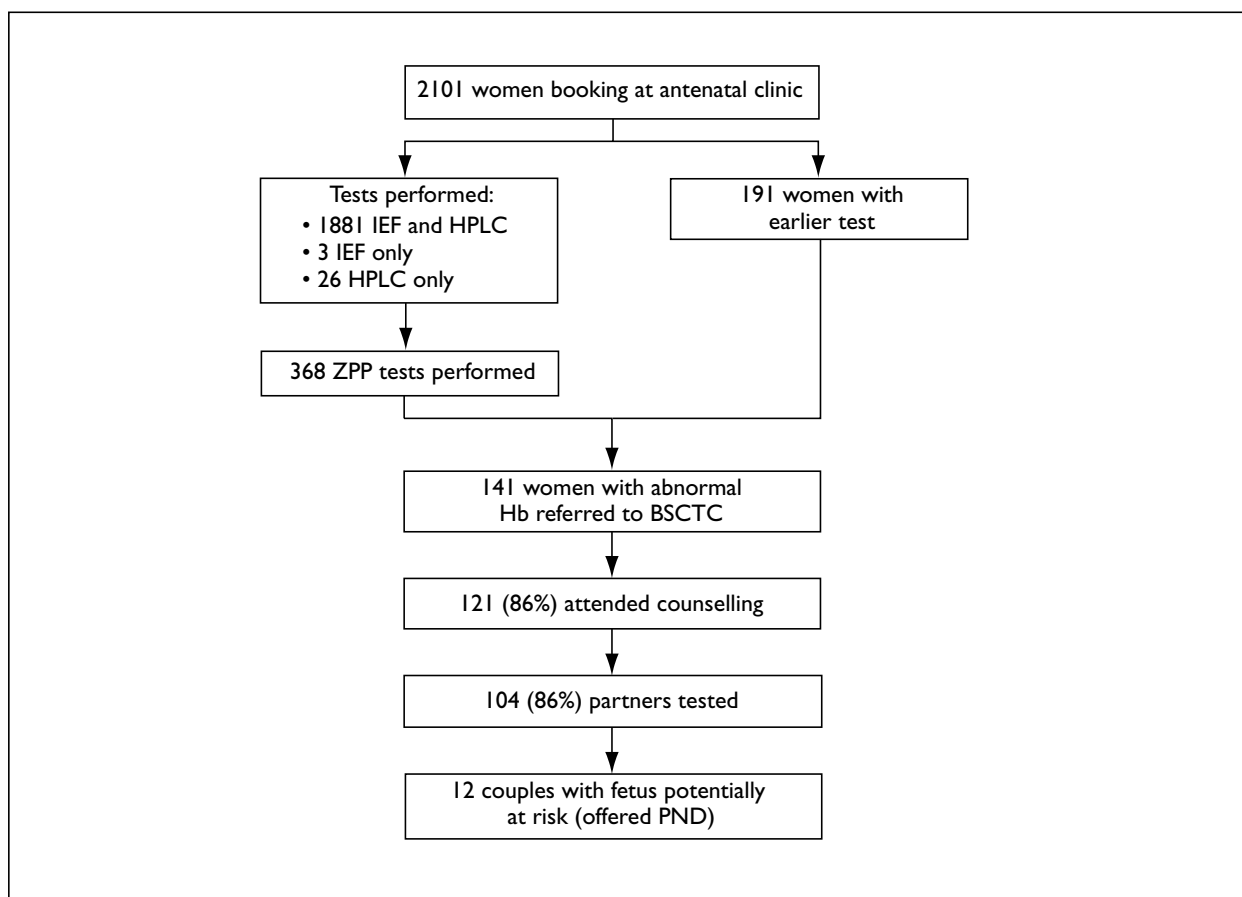 2101 women booking at antenatal clinic
Tests performed:
• 1881 IEF and HPLC
• 3 IEF only
• 26 HPLC only
191 women with
earlier test
368 ZPP tests performed
141 women with abnormal
Hb referred to BSCTC
121 (86%) attended counselling
104 (86%) partners tested
12 couples with fetus potentially
at risk (offered PND)